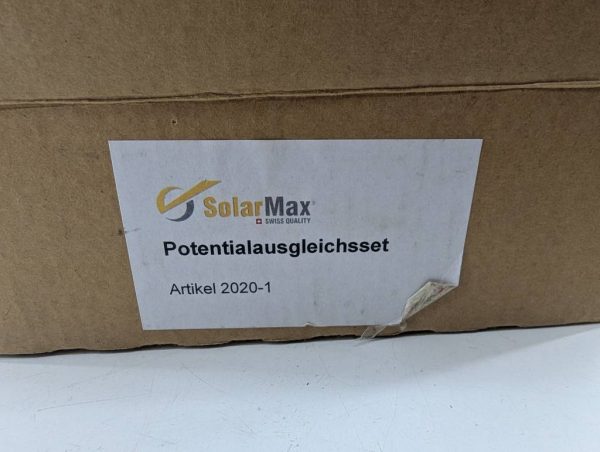 SolarMax®
SWISS QUALITY
Potentialausgleichsset
Artikel 2020-1